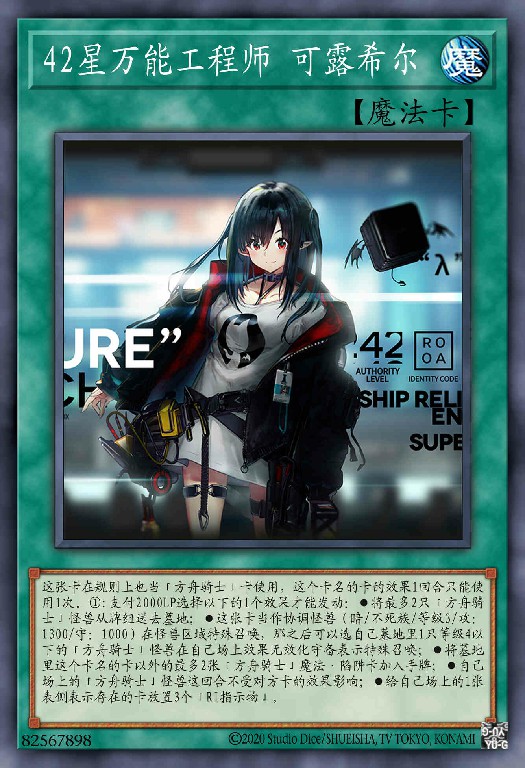 42星万能工程师 可露希尔
魔
【魔法卡】
“λ”
URE”
.42
RO
OA
AUTHORITY
LEVEL
IDENTITY CODE
CH
SHIP RELI
EN
SUPE
这张卡在规则上也当「方舟骑士」卡使用，这个卡名的卡的效果1回合只能使
用1次。①：支付2000LP选择以下的1个效果才能发动：●将最多2只「方舟骑
士」怪兽从牌组送去墓地；●这张卡当作协调怪兽（暗/不死族/等级3/攻：
1300/守：1000）在怪兽区域特殊召唤，那之后可以选自己墓地里1只等级4以
下的「方舟骑士」怪兽在自己场上效果无效化守备表示特殊召唤；●将墓地
里这个卡名的卡以外的最多2张「方舟骑士」魔法·陷阱卡加入手牌；●自己
场上的「方舟骑士」怪兽这回合不受对方卡的效果影响；●给自己场上的1张
表侧表示存在的卡放置3个「RI指示物」。
82567898
©2020 Studio Dice/SHUEISHA, TV TOKYO, KONAMI